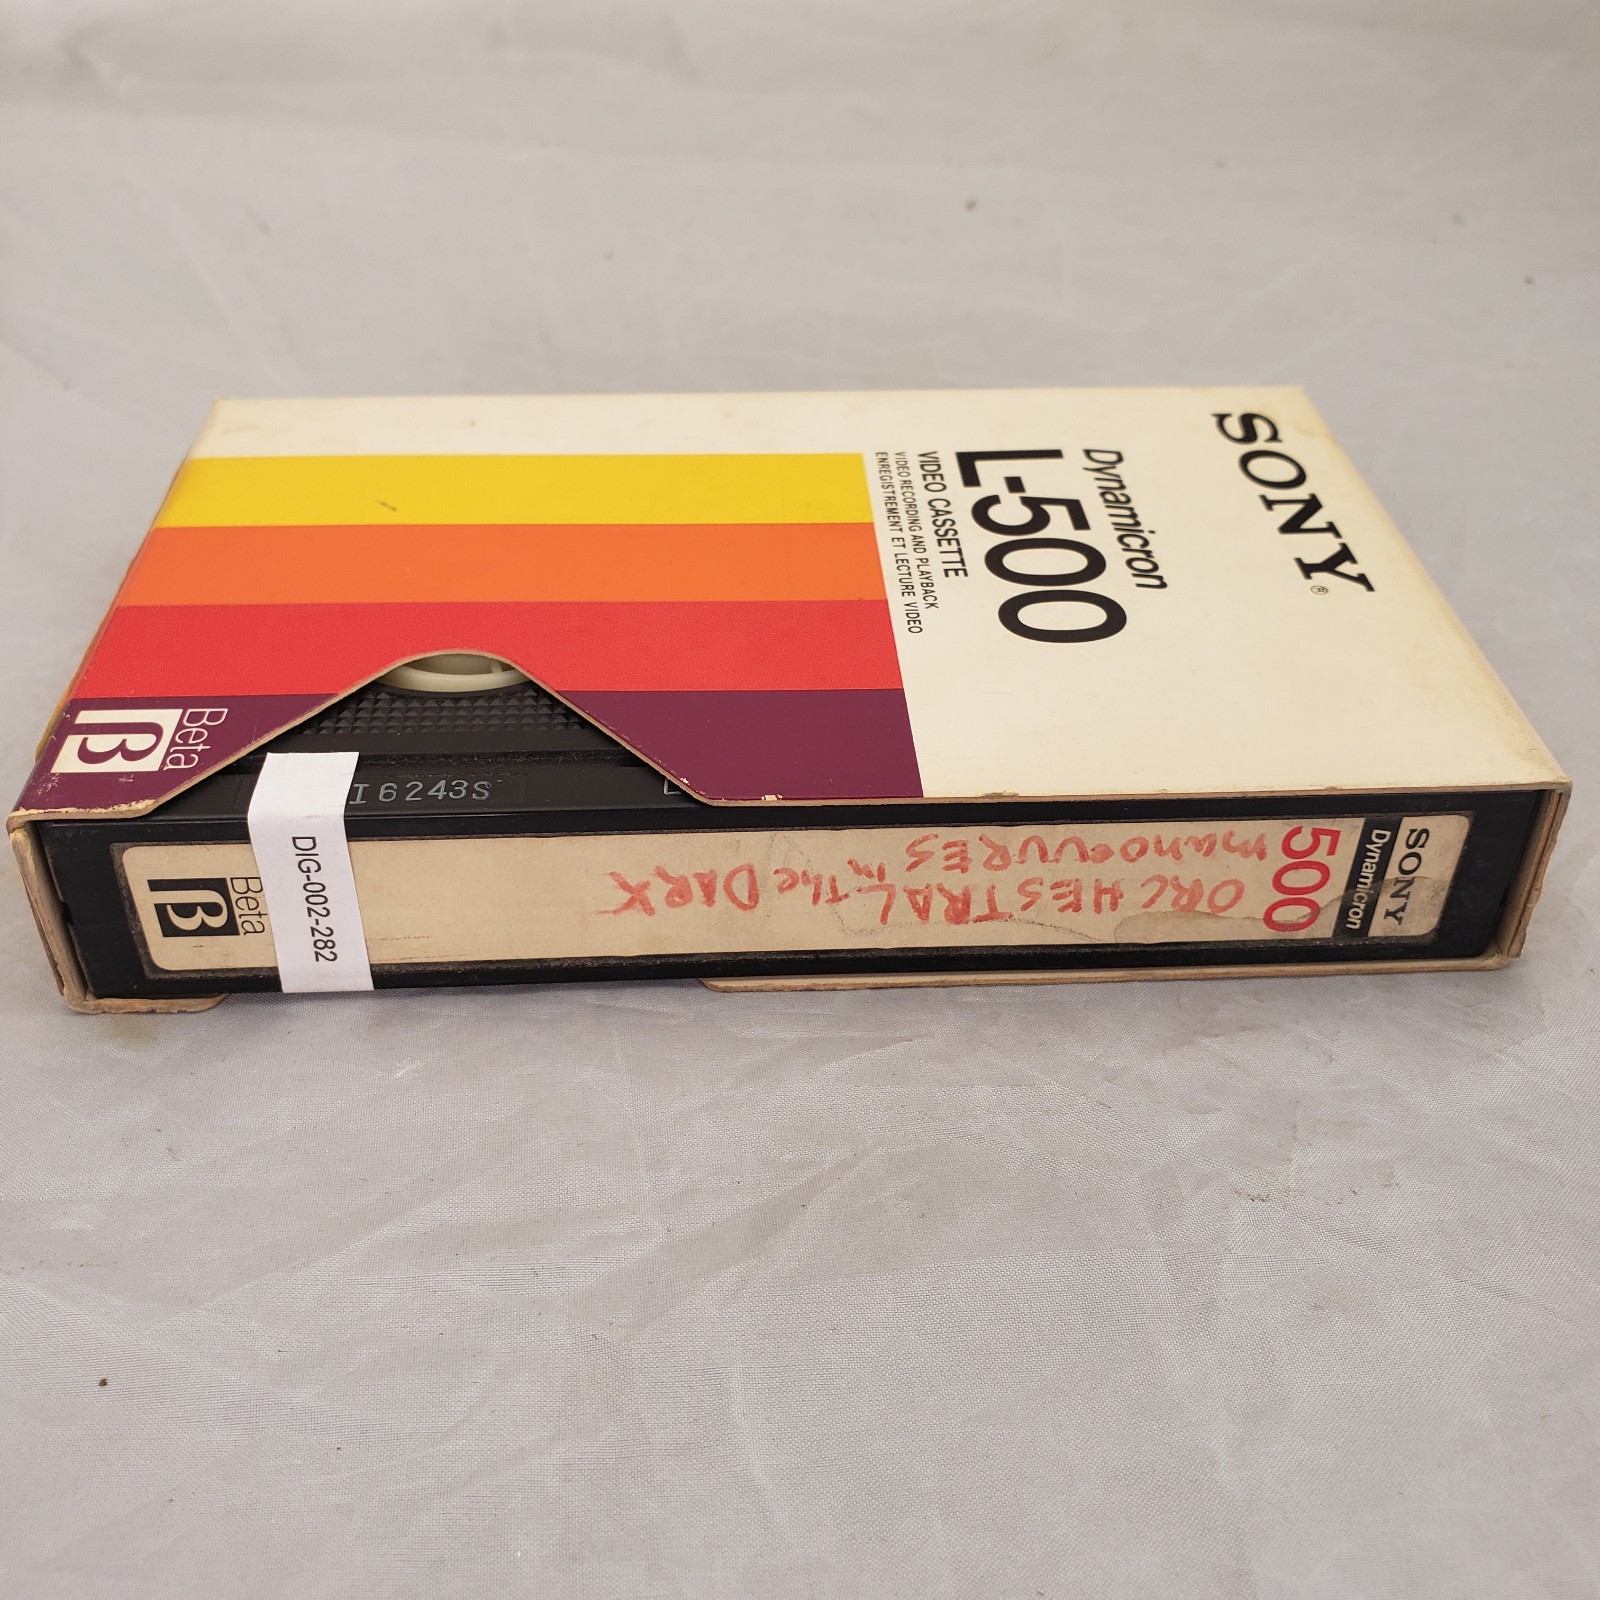 SONY®
Dynamicron
L-500
VIDEO CASSETTE
VIDEO RECORDING AND PLAYBACK
ENREGISTREMENT ET LECTURE VIDEO
Beta
B
I6243S
DIG-002-282
SONY
Dynamicron
500
ORCHESTRAL
manoeuvRES in the DARK
Beta
B